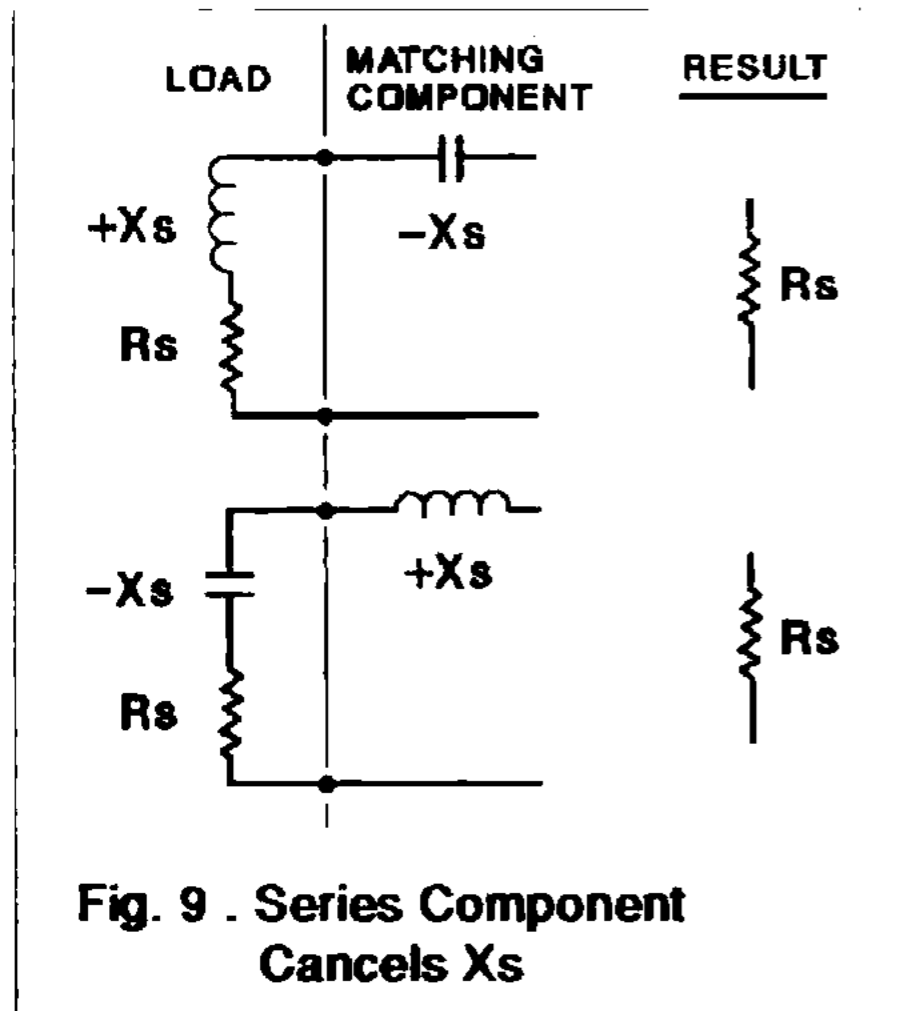 LOAD
MATCHING
COMPONENT
RESULT
+Xs
-Xs
Rs
Rs
-Xs
+Xs
Rs
Rs
Fig. 9 . Series Component
Cancels Xs